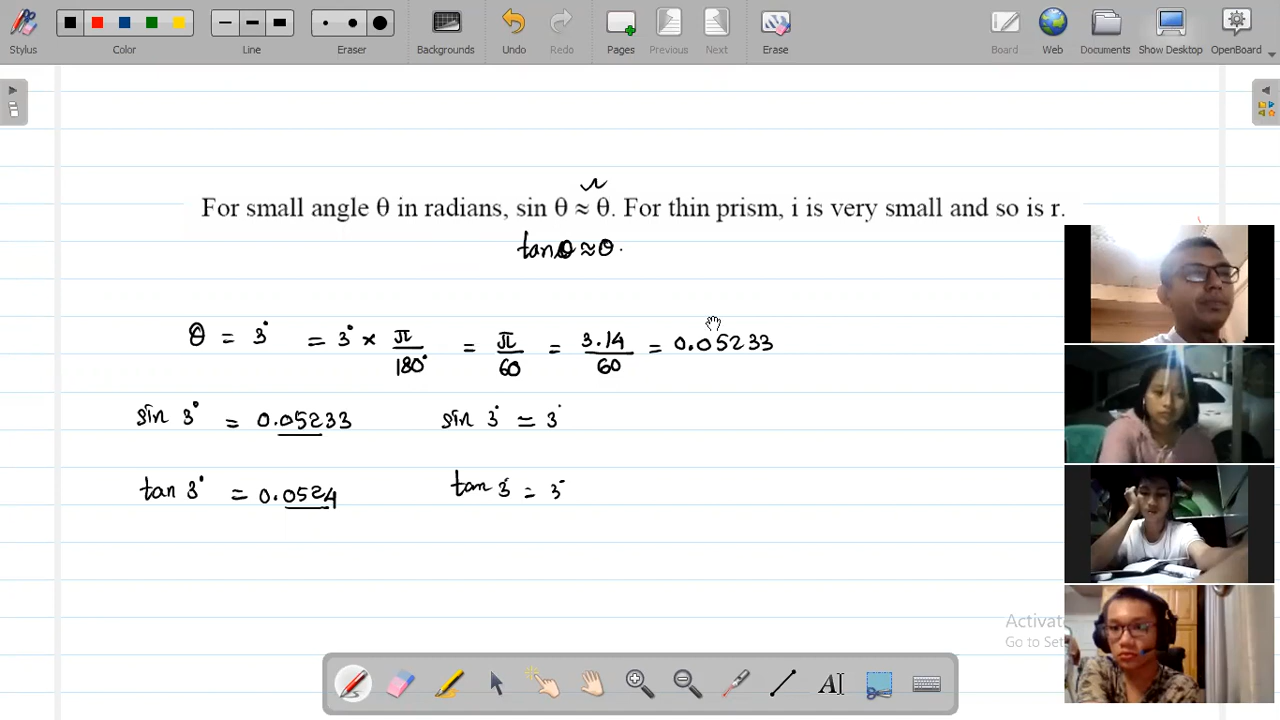 Stylus Color Line Eraser Backgrounds Undo Redo Pages Previous Next Erase Board Web Documents Show Desktop OpenBoard
For small angle θ in radians, sin θ ≈ θ. For thin prism, i is very small and so is r.
tanθ ≈ θ.
θ = 3° = 3° × π/180° = π/60 = 3.14/60 = 0.05233
sin 3° = 0.05233 sin 3° = 3°
tan 3° = 0.0524 tan 3° = 3°
Activate
Go to Set